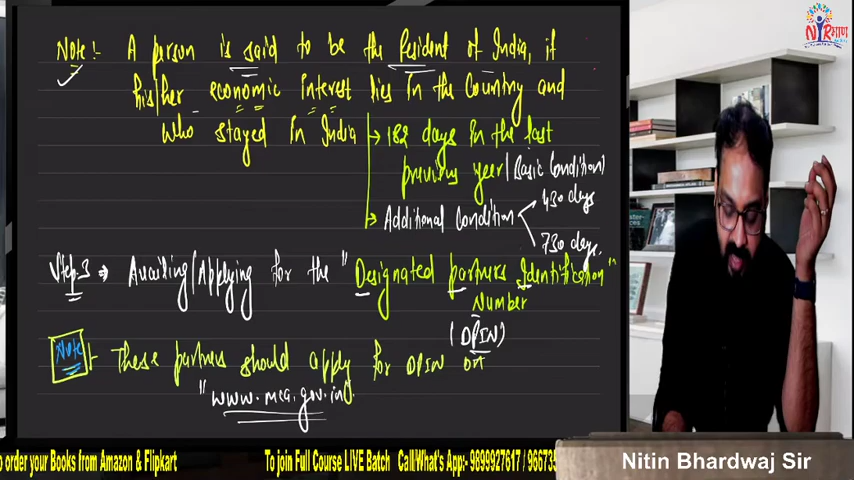 Note:- A person is said to be the Resident of India, if
his/her economic interest lies in the Country and
who stayed in India
→ 182 days in the last
previous year (Basic Condition)
→ Additional Condition
430 days
730 days.
Step-3 ⇒ Availing/Applying for the "Designated partners Identification"
Number
(DPIN)
Note:- These partners should apply for DPIN on
"www.mca.gov.in".
NIRमाण
o order your Books from Amazon & Flipkart
To join Full Course LIVE Batch Call/What's App:- 9899927617 / 96673
Nitin Bhardwaj Sir